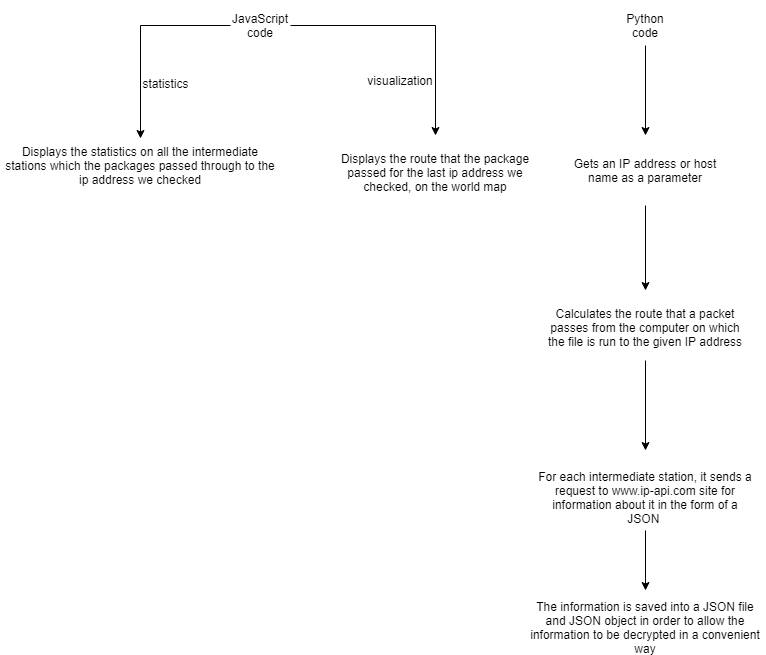 JavaScript
code
statistics
visualization
Displays the statistics on all the intermediate
stations which the packages passed through to the
ip address we checked
Displays the route that the package
passed for the last ip address we
checked, on the world map
Python
code
Gets an IP address or host
name as a parameter
Calculates the route that a packet
passes from the computer on which
the file is run to the given IP address
For each intermediate station, it sends a
request to www.ip-api.com site for
information about it in the form of a
JSON
The information is saved into a JSON file
and JSON object in order to allow the
information to be decrypted in a convenient
way